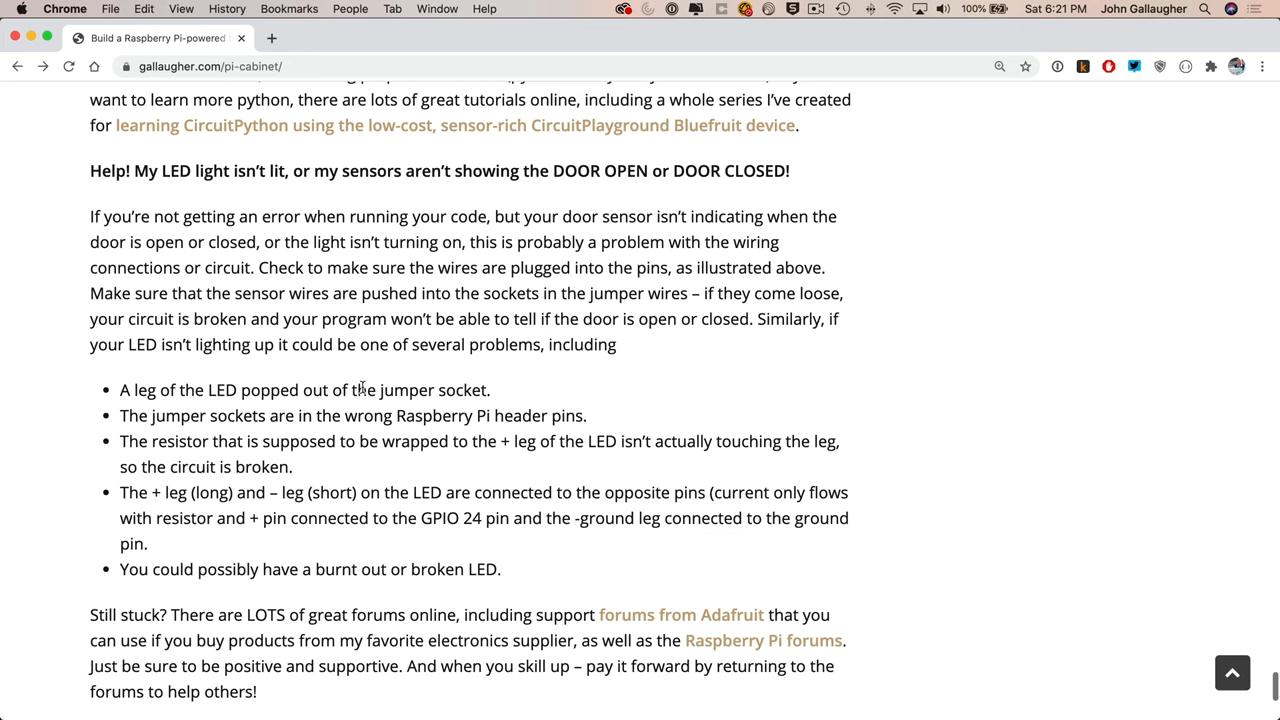 Chrome File Edit View History Bookmarks People Tab Window Help 100% Sat 6:21 PM John Gallaugher
Build a Raspberry Pi-powered
gallaugher.com/pi-cabinet/
want to learn more python, there are lots of great tutorials online, including a whole series I’ve created
for learning CircuitPython using the low-cost, sensor-rich CircuitPlayground Bluefruit device.
Help! My LED light isn’t lit, or my sensors aren’t showing the DOOR OPEN or DOOR CLOSED!
If you’re not getting an error when running your code, but your door sensor isn’t indicating when the
door is open or closed, or the light isn’t turning on, this is probably a problem with the wiring
connections or circuit. Check to make sure the wires are plugged into the pins, as illustrated above.
Make sure that the sensor wires are pushed into the sockets in the jumper wires – if they come loose,
your circuit is broken and your program won’t be able to tell if the door is open or closed. Similarly, if
your LED isn’t lighting up it could be one of several problems, including
• A leg of the LED popped out of the jumper socket.
• The jumper sockets are in the wrong Raspberry Pi header pins.
• The resistor that is supposed to be wrapped to the + leg of the LED isn’t actually touching the leg,
so the circuit is broken.
• The + leg (long) and – leg (short) on the LED are connected to the opposite pins (current only flows
with resistor and + pin connected to the GPIO 24 pin and the -ground leg connected to the ground
pin.
• You could possibly have a burnt out or broken LED.
Still stuck? There are LOTS of great forums online, including support forums from Adafruit that you
can use if you buy products from my favorite electronics supplier, as well as the Raspberry Pi forums.
Just be sure to be positive and supportive. And when you skill up – pay it forward by returning to the
forums to help others!